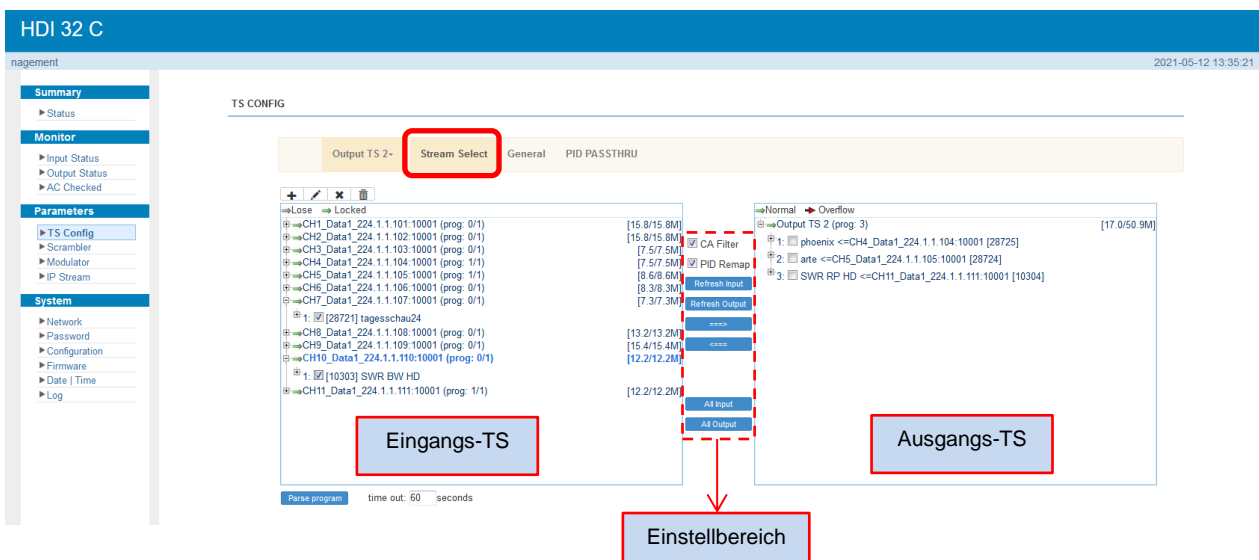 HDI 32 C
nagement
2021-05-12 13:35:21
Summary
Status
Monitor
Input Status
Output Status
AC Checked
Parameters
TS Config
Scrambler
Modulator
IP Stream
System
Network
Password
Configuration
Firmware
Date | Time
Log
TS CONFIG
Output TS 2
Stream Select
General
PID PASSTHRU
Lose Locked
CH1_Data1_224.1.1.101:10001 (prog: 0/1) [15.8/15.8M]
CH2_Data1_224.1.1.102:10001 (prog: 0/1) [15.8/15.8M]
CH3_Data1_224.1.1.103:10001 (prog: 0/1) [7.5/7.5M]
CH4_Data1_224.1.1.104:10001 (prog: 1/1) [7.5/7.5M]
CH5_Data1_224.1.1.105:10001 (prog: 1/1) [8.6/8.6M]
CH6_Data1_224.1.1.106:10001 (prog: 0/1) [8.3/8.3M]
CH7_Data1_224.1.1.107:10001 (prog: 0/1) [7.3/7.3M]
1: [28721] tagesschau24
CH8_Data1_224.1.1.108:10001 (prog: 0/1) [13.2/13.2M]
CH9_Data1_224.1.1.109:10001 (prog: 0/1) [15.4/15.4M]
CH10_Data1_224.1.1.110:10001 (prog: 0/1) [12.2/12.2M]
1: [10303] SWR BW HD
CH11_Data1_224.1.1.111:10001 (prog: 1/1) [12.2/12.2M]
Eingangs-TS
Parse program time out: 60 seconds
CA Filter
PID Remap
Refresh Input
Refresh Output
===>
<===
All Input
All Output
Einstellbereich
Normal Overflow
Output TS 2 (prog: 3) [17.0/50.9M]
1: phoenix <=CH4_Data1_224.1.1.104:10001 [28725]
2: arte <=CH5_Data1_224.1.1.105:10001 [28724]
3: SWR RP HD <=CH11_Data1_224.1.1.111:10001 [10304]
Ausgangs-TS